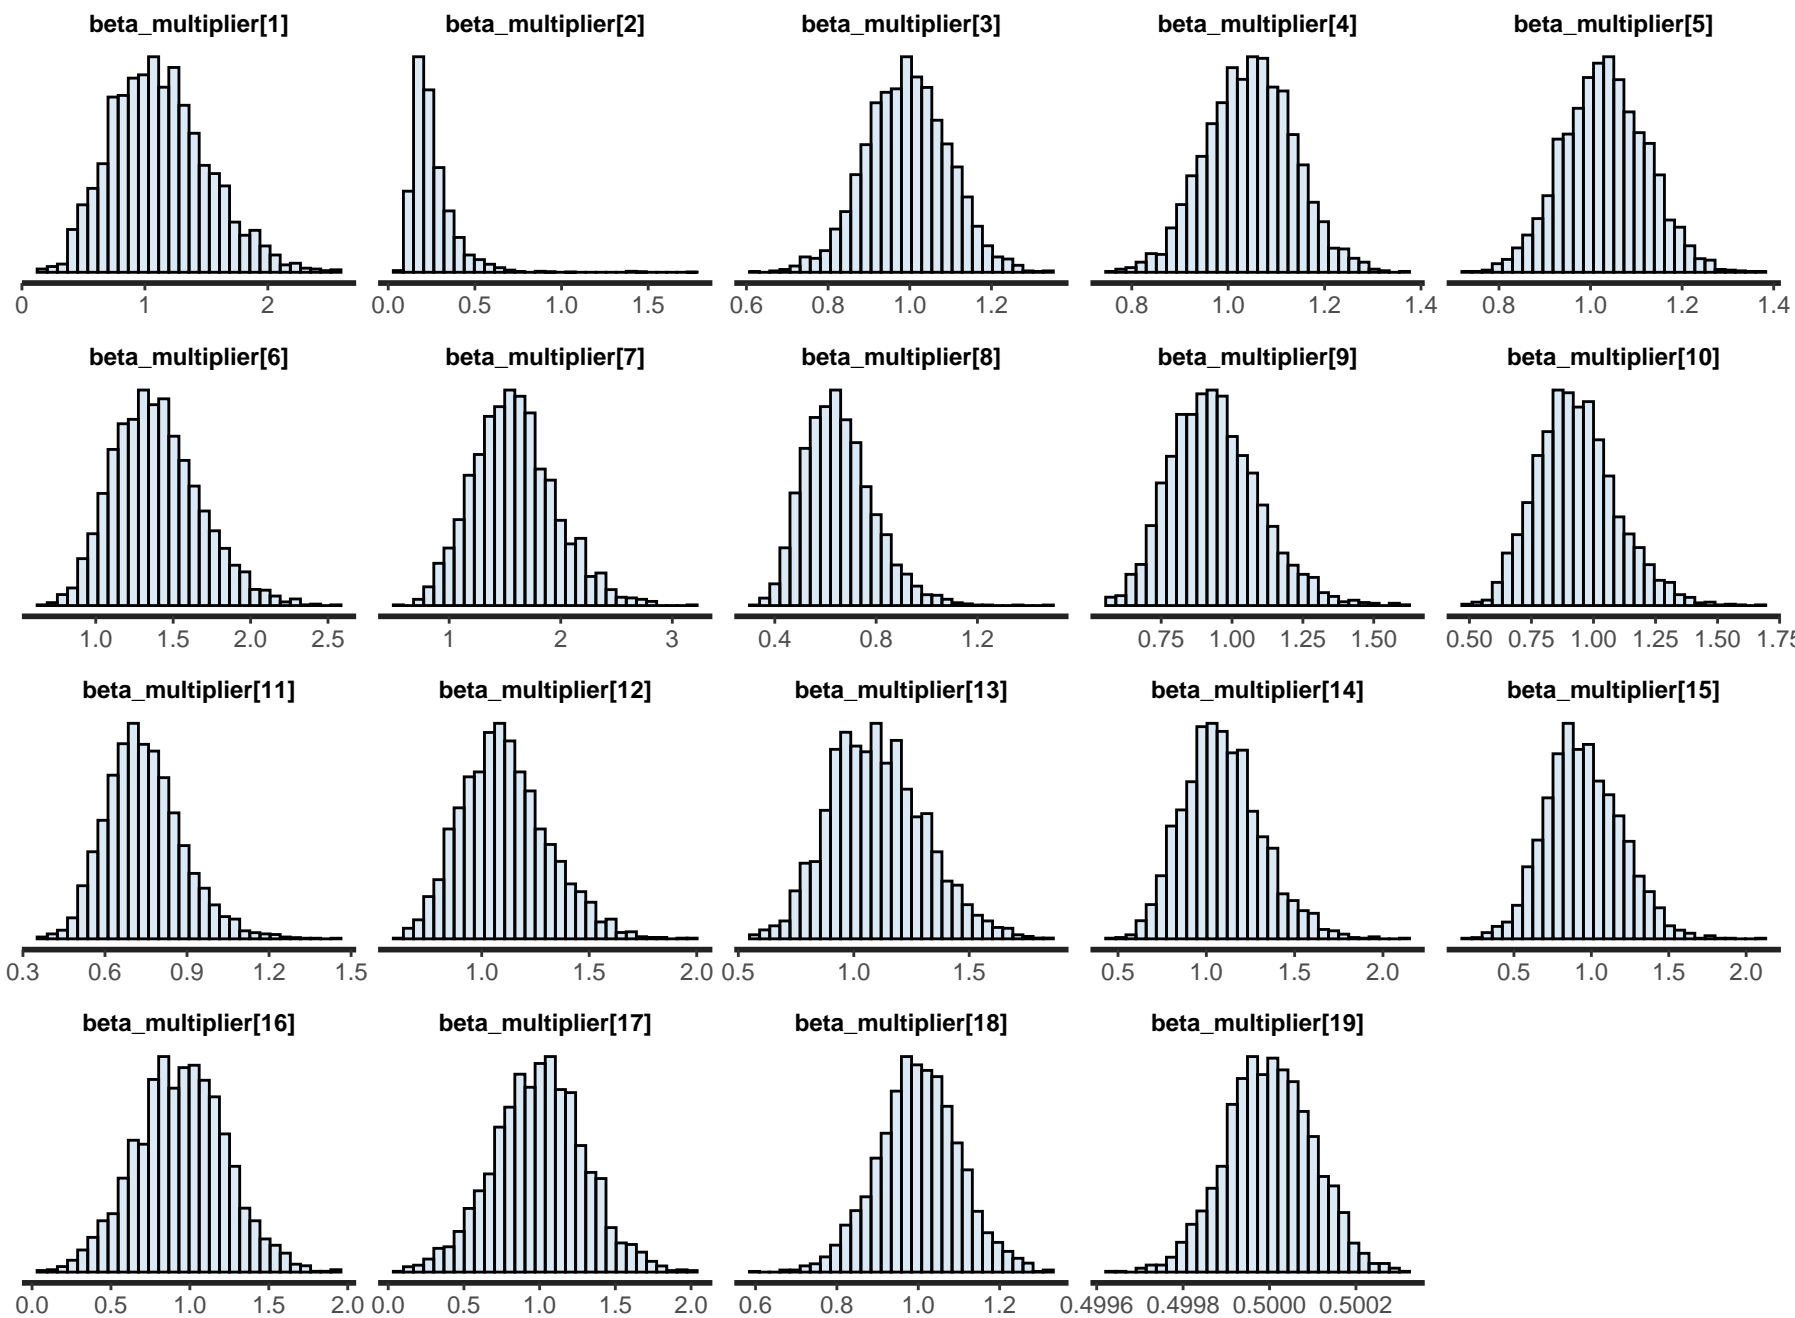 beta_multiplier[1] beta_multiplier[2] beta_multiplier[3] beta_multiplier[4] beta_multiplier[5]
0 1 2 0.0 0.5 1.0 1.5 0.6 0.8 1.0 1.2 0.8 1.0 1.2 1.4 0.8 1.0 1.2 1.4
beta_multiplier[6] beta_multiplier[7] beta_multiplier[8] beta_multiplier[9] beta_multiplier[10]
1.0 1.5 2.0 2.5 1 2 3 0.4 0.8 1.2 0.75 1.00 1.25 1.50 0.50 0.75 1.00 1.25 1.50 1.75
beta_multiplier[11] beta_multiplier[12] beta_multiplier[13] beta_multiplier[14] beta_multiplier[15]
0.3 0.6 0.9 1.2 1.5 1.0 1.5 2.0 0.5 1.0 1.5 0.5 1.0 1.5 2.0 0.5 1.0 1.5 2.0
beta_multiplier[16] beta_multiplier[17] beta_multiplier[18] beta_multiplier[19]
0.0 0.5 1.0 1.5 2.0 0.0 0.5 1.0 1.5 2.0 0.6 0.8 1.0 1.2 0.4996 0.4998 0.5000 0.5002